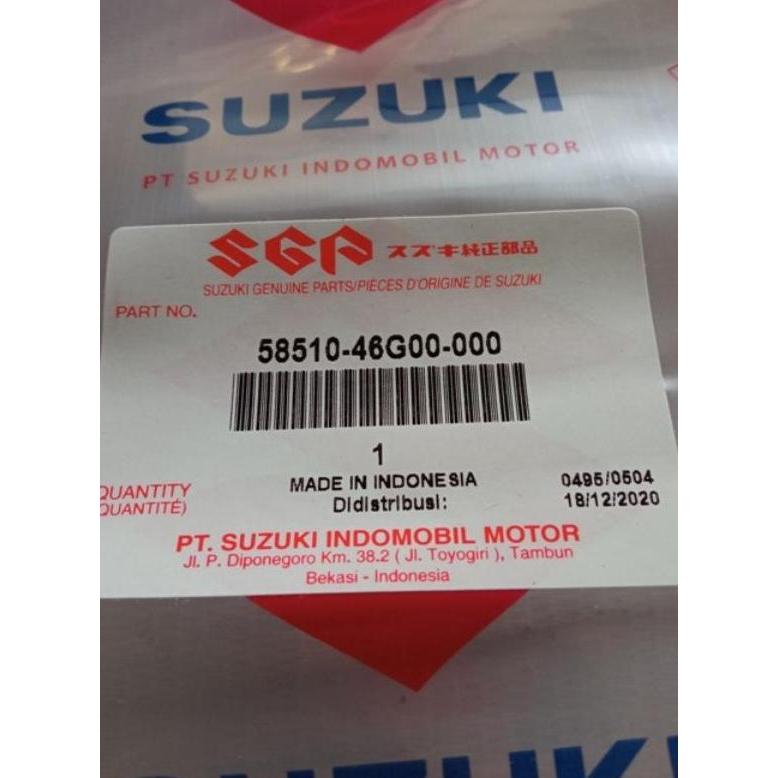 SUZUKI
PT SUZUKI INDOMOBIL MOTOR
SGP スズキ純正部品
SUZUKI GENUINE PARTS/PIÈCES D'ORIGINE DE SUZUKI
PART NO.
58510-46G00-000
1
QUANTITY
QUANTITÉ)
MADE IN INDONESIA
Didistribusi:
0495/0504
18/12/2020
PT. SUZUKI INDOMOBIL MOTOR
Jl. P. Diponegoro Km. 38.2 ( Jl. Toyogiri ), Tambun
Bekasi - Indonesia
SUZUKI